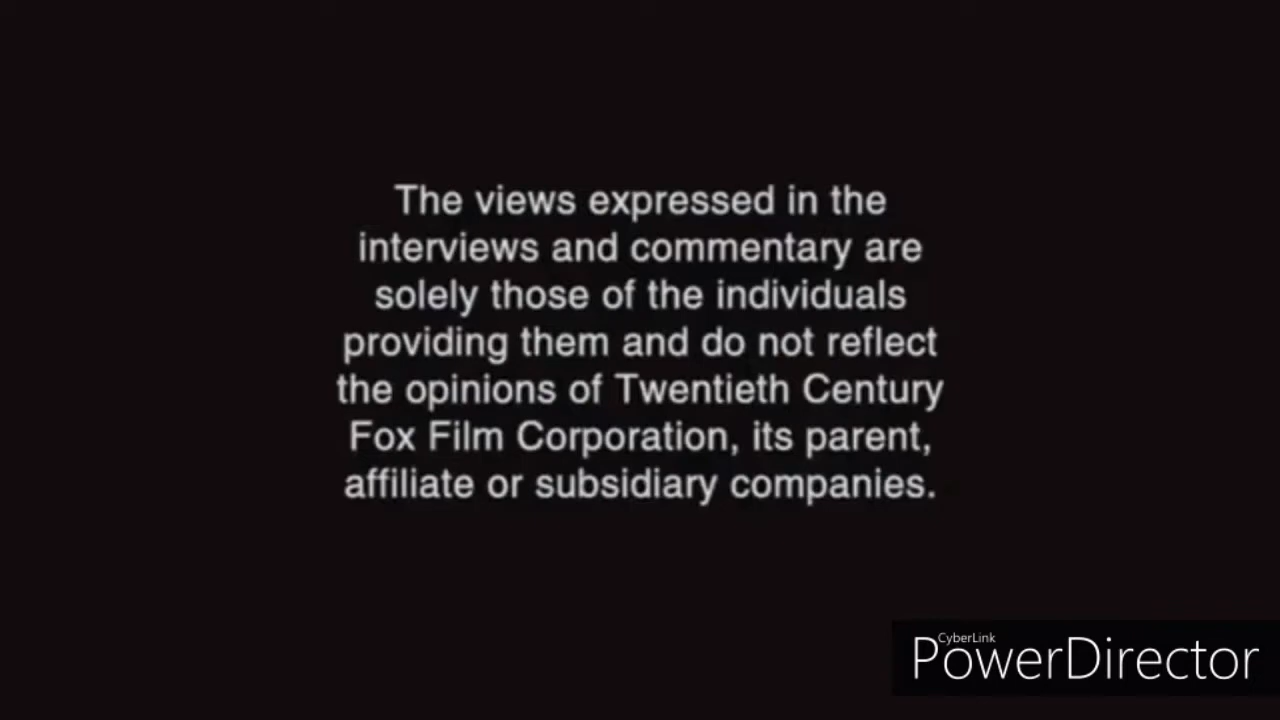 The views expressed in the
interviews and commentary are
solely those of the individuals
providing them and do not reflect
the opinions of Twentieth Century
Fox Film Corporation, its parent,
affiliate or subsidiary companies.
CyberLink
PowerDirector